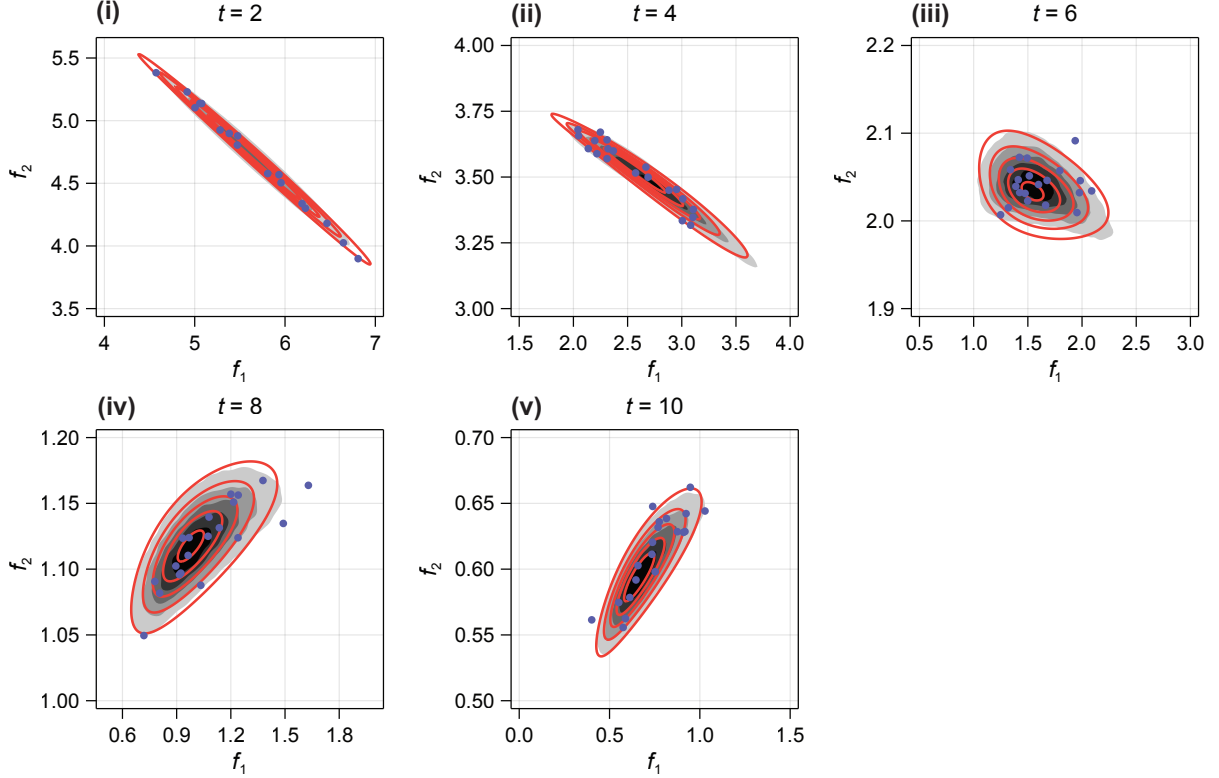 (i) t = 2
5.5
5.0
4.5
4.0
3.5
f2
4 5 6 7
f1
(ii) t = 4
4.00
3.75
3.50
3.25
3.00
f2
1.5 2.0 2.5 3.0 3.5 4.0
f1
(iii) t = 6
2.2
2.1
2.0
1.9
f2
0.5 1.0 1.5 2.0 2.5 3.0
f1
(iv) t = 8
1.20
1.15
1.10
1.05
1.00
f2
0.6 0.9 1.2 1.5 1.8
f1
(v) t = 10
0.70
0.65
0.60
0.55
0.50
f2
0.0 0.5 1.0 1.5
f1